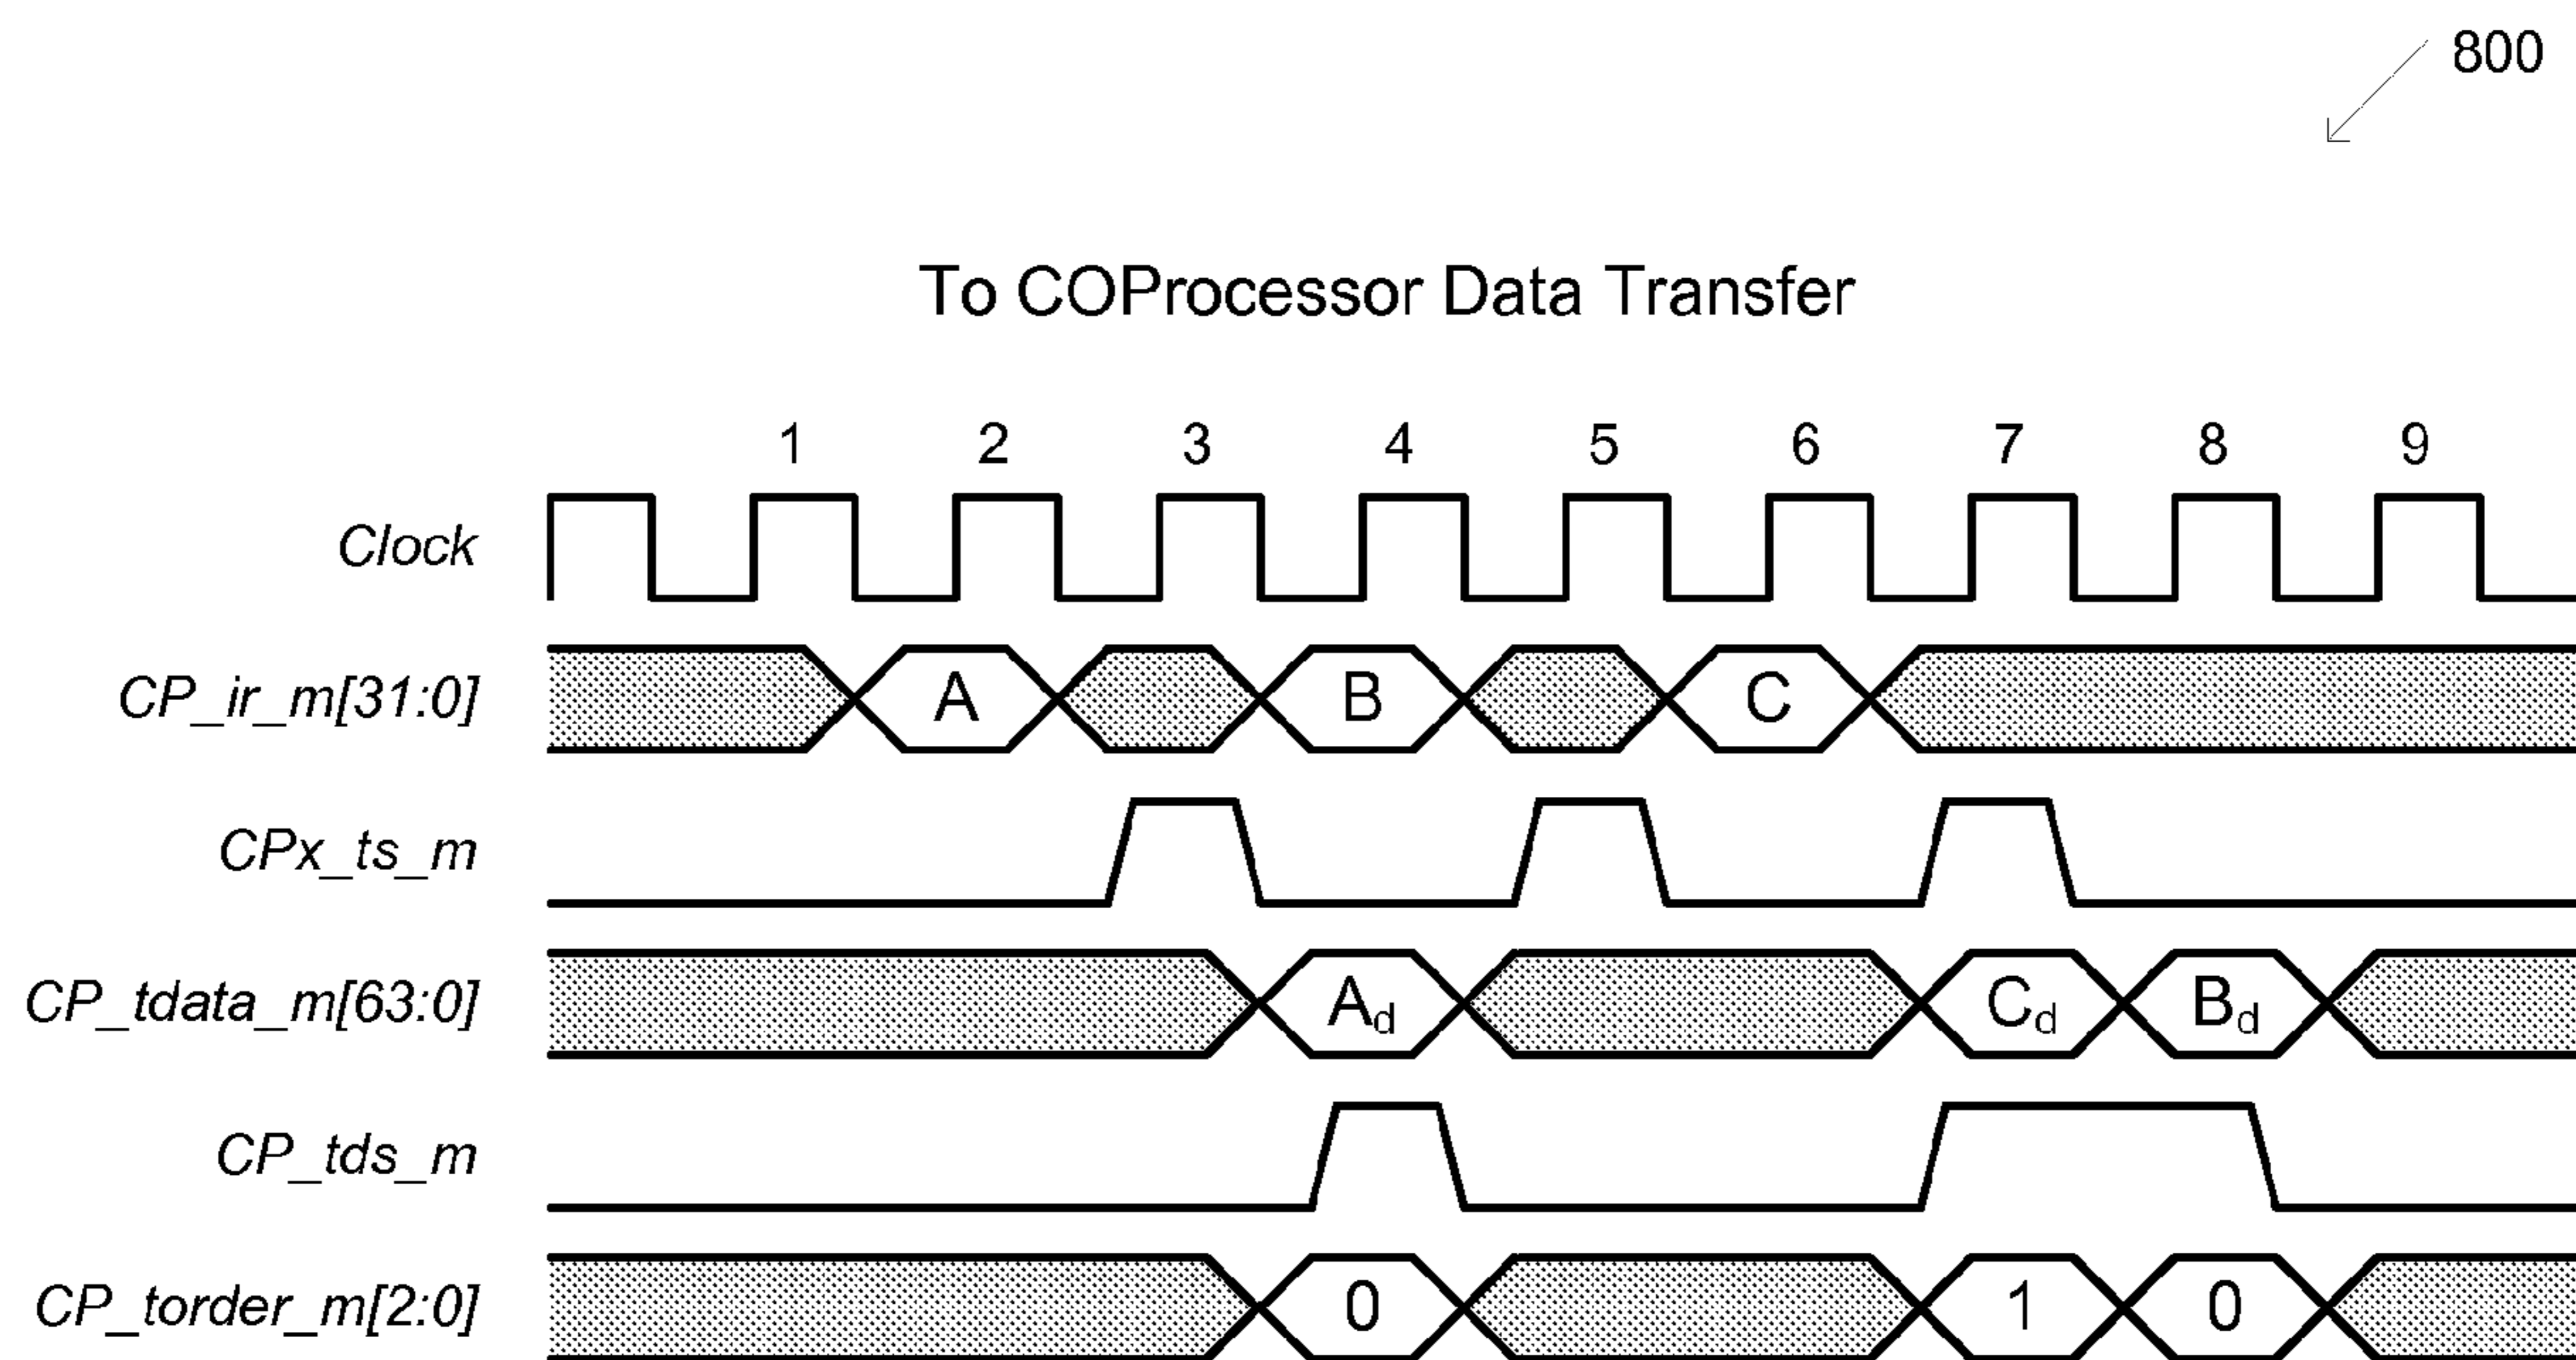 800
To COProcessor Data Transfer
1 2 3 4 5 6 7 8 9
Clock
CP_ir_m[31:0] A B C
CPx_ts_m
CP_tdata_m[63:0] Ad Cd Bd
CP_tds_m
CP_torder_m[2:0] 0 1 0